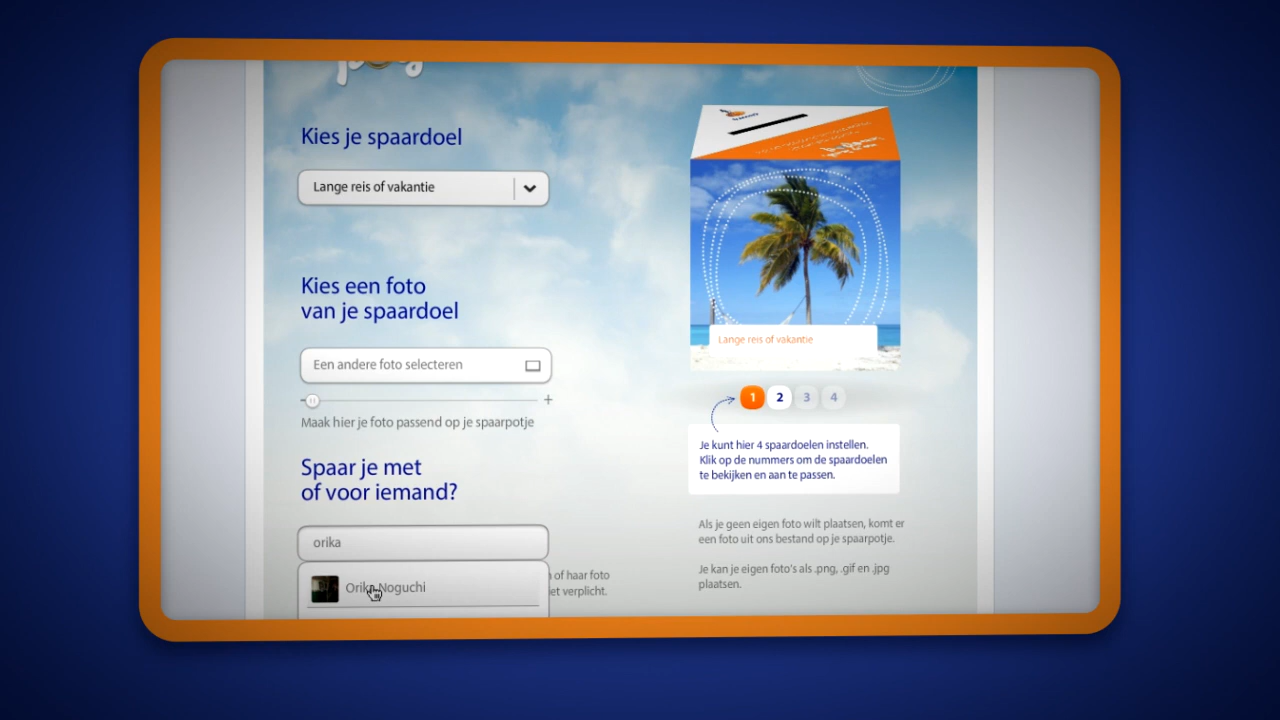 Kies je spaardoel
Lange reis of vakantie
Kies een foto
van je spaardoel
Een andere foto selecteren
- +
Maak hier je foto passend op je spaarpotje
Spaar je met
of voor iemand?
orika
Orika Noguchi
of haar foto
et verplicht.
Lange reis of vakantie
1 2 3 4
Je kunt hier 4 spaardoelen instellen.
Klik op de nummers om de spaardoelen
te bekijken en aan te passen.
Als je geen eigen foto wilt plaatsen, komt er
een foto uit ons bestand op je spaarpotje.
Je kan je eigen foto's als .png, .gif en .jpg
plaatsen.